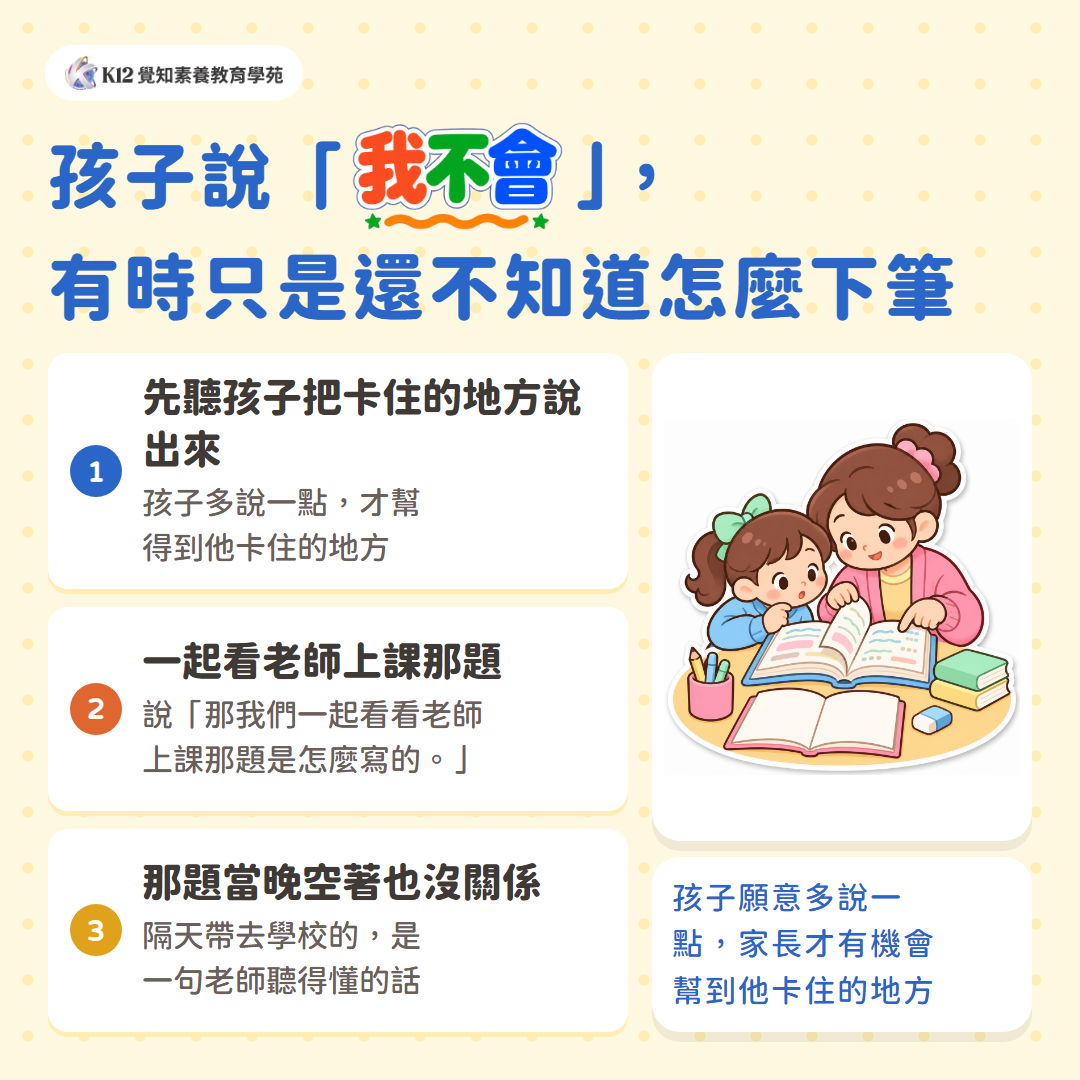 K12 覺知素養教育學苑
孩子說「我不會」，
有時只是還不知道怎麼下筆
1
先聽孩子把卡住的地方說
出來
孩子多說一點，才幫
得到他卡住的地方
2
一起看老師上課那題
說「那我們一起看看老師
上課那題是怎麼寫的。」
3
那題當晚空著也沒關係
隔天帶去學校的，是
一句老師聽得懂的話
孩子願意多說一
點，家長才有機會
幫到他卡住的地方